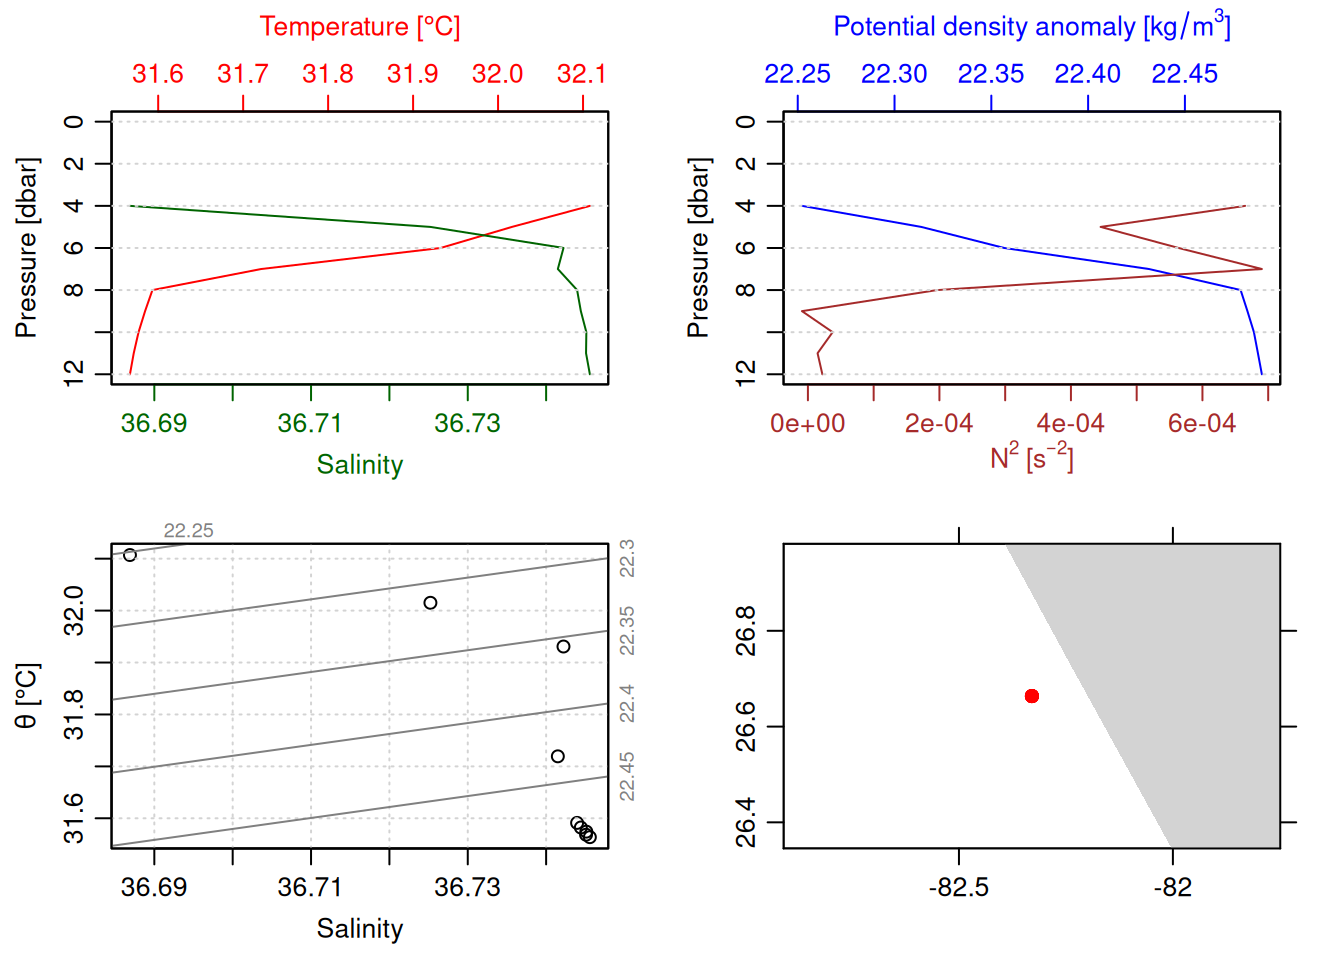 Temperature [°C]
31.6 31.7 31.8 31.9 32.0 32.1
Pressure [dbar]
0
2
4
6
8
12
36.69 36.71 36.73
Salinity
Potential density anomaly [kg/m³]
22.25 22.30 22.35 22.40 22.45
Pressure [dbar]
0
2
4
6
8
12
0e+00 2e-04 4e-04 6e-04
N² [s⁻²]
22.25
22.3
22.35
22.4
22.45
θ [°C]
32.0
31.8
31.6
36.69 36.71 36.73
Salinity
26.8
26.6
26.4
-82.5 -82